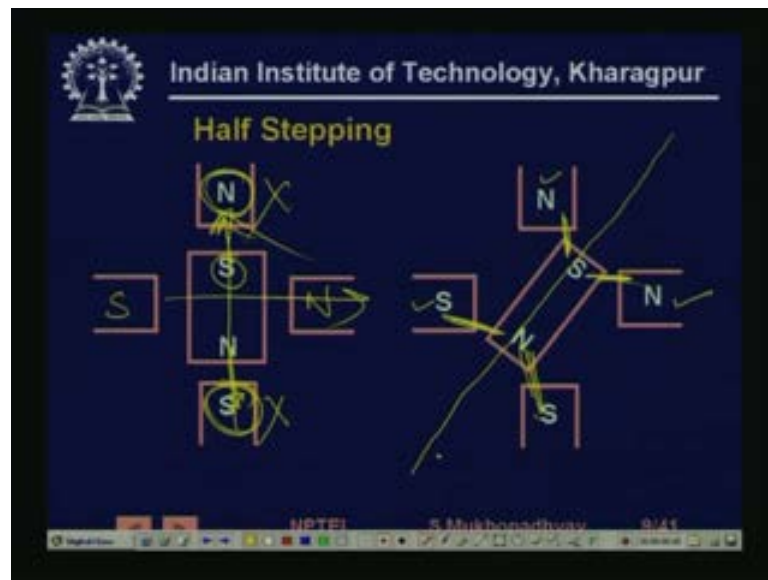 Indian Institute of Technology, Kharagpur
Half Stepping
N X
S
S N
N
S X
N
S
S N
N
S
NPTEL S.Mukhopadhyay 9/41